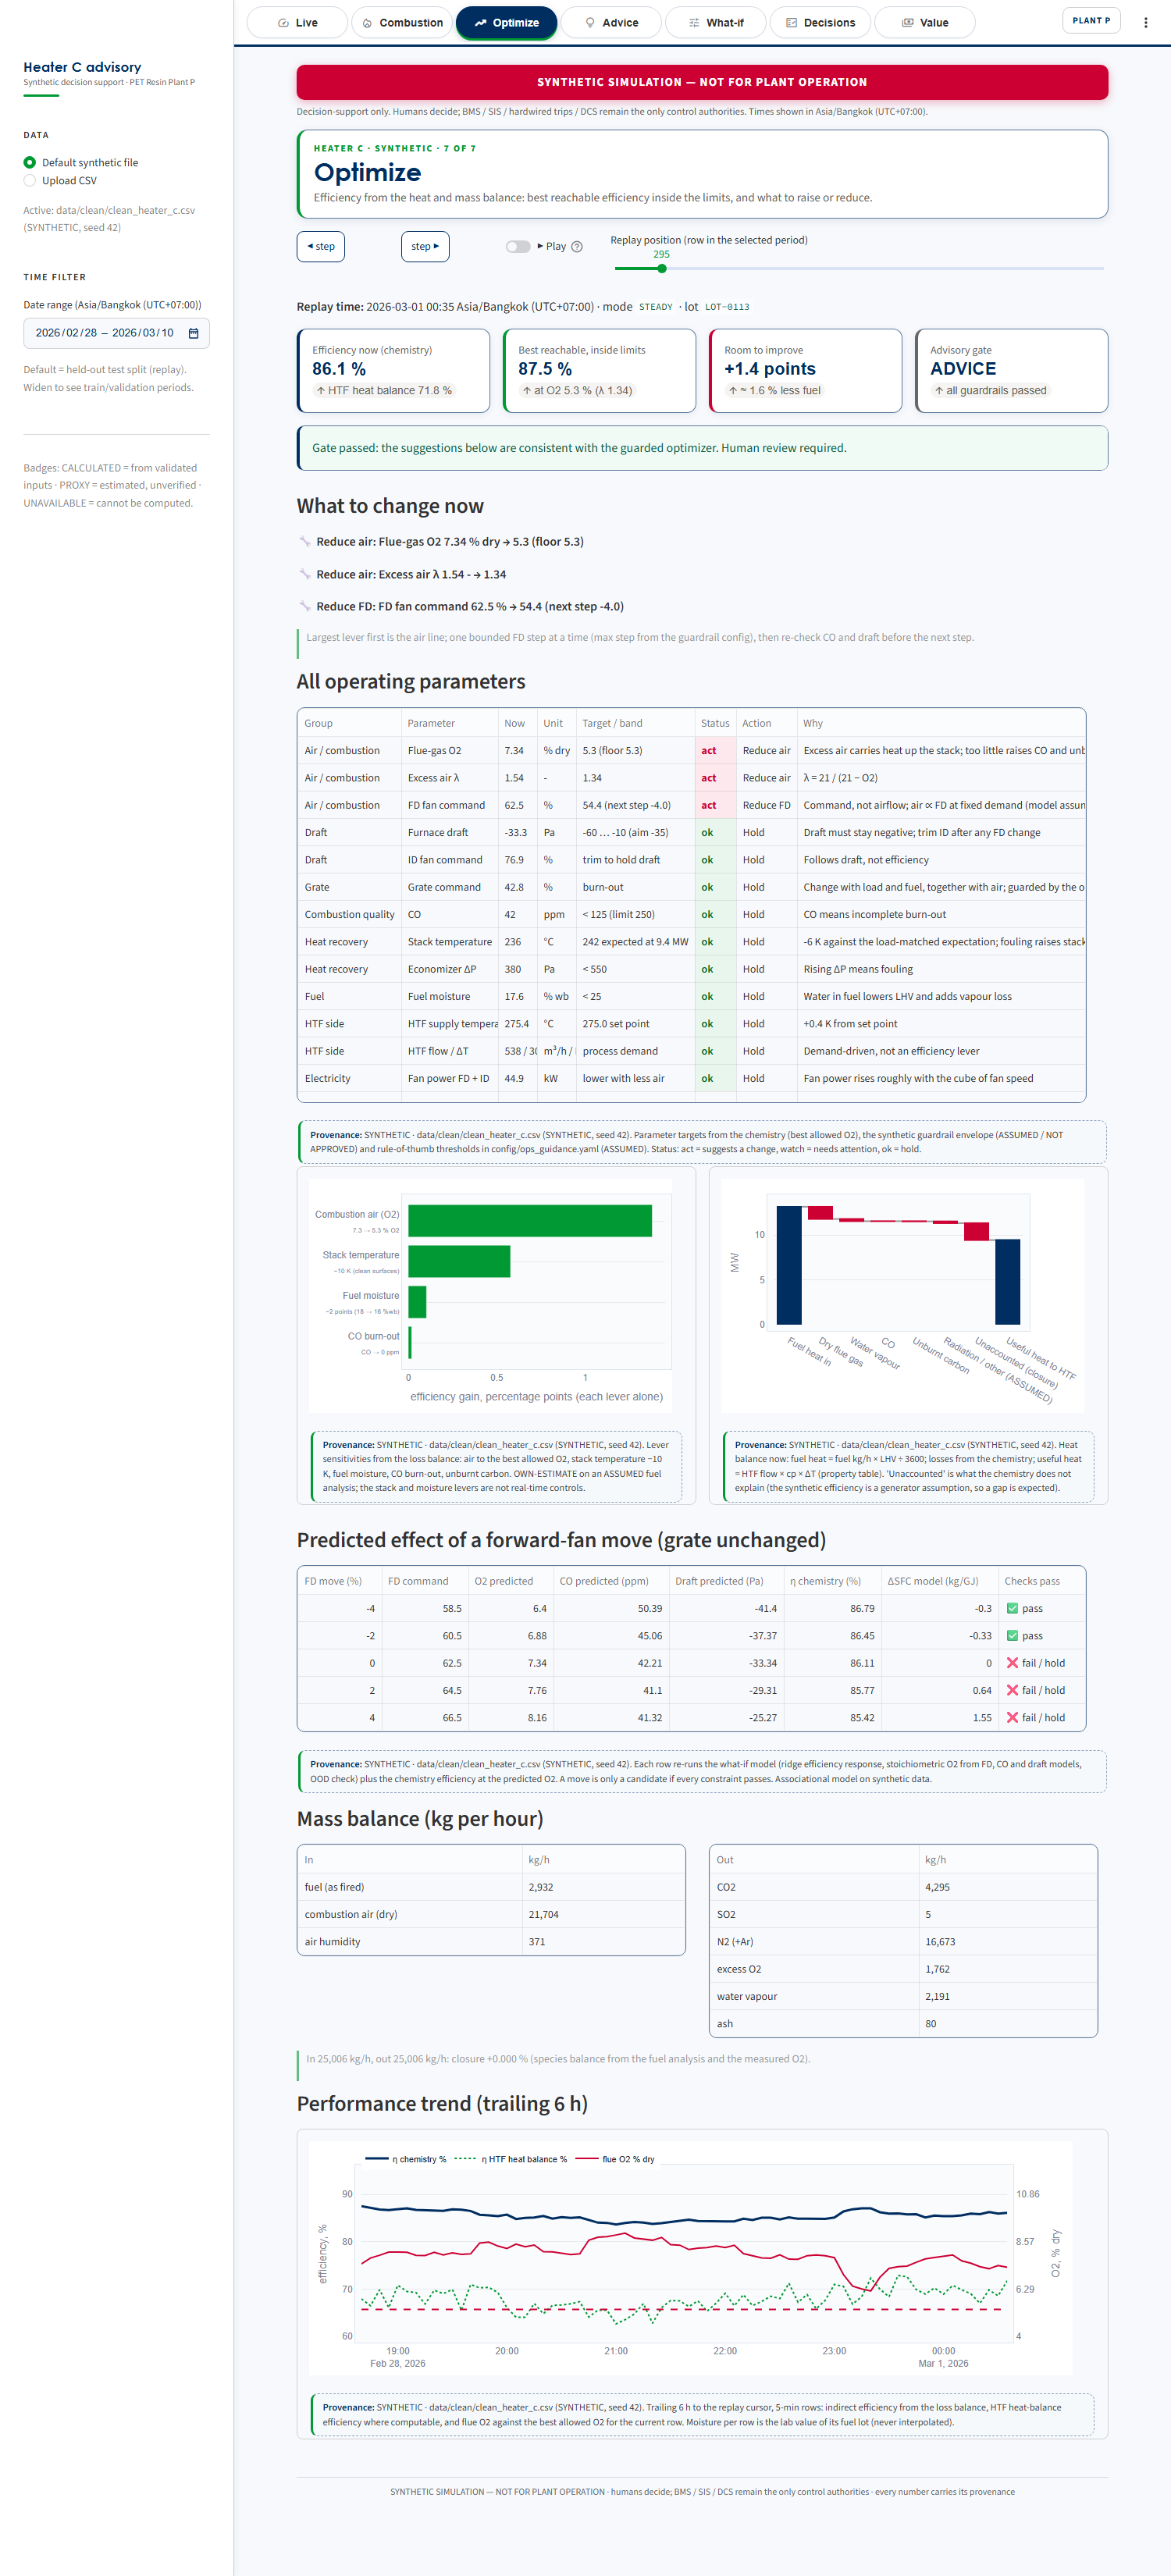 Live
Combustion
Optimize
Advice
What-if
Decisions
Value
PLANT P
Heater C advisory
Synthetic decision support · PET Resin Plant P
DATA
Default synthetic file
Upload CSV
Active: data/clean/clean_heater_c.csv
(SYNTHETIC, seed 42)
TIME FILTER
Date range (Asia/Bangkok (UTC+07:00))
2026/02/28 – 2026/03/10
Default = held-out test split (replay).
Widen to see train/validation periods.
Badges: CALCULATED = from validated
inputs · PROXY = estimated, unverified ·
UNAVAILABLE = cannot be computed.
SYNTHETIC SIMULATION — NOT FOR PLANT OPERATION
Decision-support only. Humans decide; BMS / SIS / hardwired trips / DCS remain the only control authorities. Times shown in Asia/Bangkok (UTC+07:00).
HEATER C · SYNTHETIC · 7 OF 7
Optimize
Efficiency from the heat and mass balance: best reachable efficiency inside the limits, and what to raise or reduce.
◂ step
step ▸
▸ Play
Replay position (row in the selected period)
295
Replay time: 2026-03-01 00:35 Asia/Bangkok (UTC+07:00) · mode STEADY · lot LOT-0113
Efficiency now (chemistry)
86.1 %
↑ HTF heat balance 71.8 %
Best reachable, inside limits
87.5 %
↑ at O2 5.3 % (λ 1.34)
Room to improve
+1.4 points
↑ ≈ 1.6 % less fuel
Advisory gate
ADVICE
↑ all guardrails passed
Gate passed: the suggestions below are consistent with the guarded optimizer. Human review required.
What to change now
Reduce air: Flue-gas O2 7.34 % dry → 5.3 (floor 5.3)
Reduce air: Excess air λ 1.54 - → 1.34
Reduce FD: FD fan command 62.5 % → 54.4 (next step -4.0)
Largest lever first is the air line; one bounded FD step at a time (max step from the guardrail config), then re-check CO and draft before the next step.
All operating parameters
Group Parameter Now Unit Target / band Status Action Why
Air / combustion Flue-gas O2 7.34 % dry 5.3 (floor 5.3) act Reduce air Excess air carries heat up the stack; too little raises CO and unb
Air / combustion Excess air λ 1.54 - 1.34 act Reduce air λ = 21 / (21 − O2)
Air / combustion FD fan command 62.5 % 54.4 (next step -4.0) act Reduce FD Command, not airflow; air ∝ FD at fixed demand (model assun
Draft Furnace draft -33.3 Pa -60 … -10 (aim -35) ok Hold Draft must stay negative; trim ID after any FD change
Draft ID fan command 76.9 % trim to hold draft ok Hold Follows draft, not efficiency
Grate Grate command 42.8 % burn-out ok Hold Change with load and fuel, together with air; guarded by the o
Combustion quality CO 42 ppm < 125 (limit 250) ok Hold CO means incomplete burn-out
Heat recovery Stack temperature 236 °C 242 expected at 9.4 MW ok Hold -6 K against the load-matched expectation; fouling raises stack
Heat recovery Economizer ΔP 380 Pa < 550 ok Hold Rising ΔP means fouling
Fuel Fuel moisture 17.6 % wb < 25 ok Hold Water in fuel lowers LHV and adds vapour loss
HTF side HTF supply tempera 275.4 °C 275.0 set point ok Hold +0.4 K from set point
HTF side HTF flow / ΔT 538 / 30 m³/h / process demand ok Hold Demand-driven, not an efficiency lever
Electricity Fan power FD + ID 44.9 kW lower with less air ok Hold Fan power rises roughly with the cube of fan speed
Provenance: SYNTHETIC · data/clean/clean_heater_c.csv (SYNTHETIC, seed 42). Parameter targets from the chemistry (best allowed O2), the synthetic guardrail envelope (ASSUMED / NOT
APPROVED) and rule-of-thumb thresholds in config/ops_guidance.yaml (ASSUMED). Status: act = suggests a change, watch = needs attention, ok = hold.
Combustion air (O2)
7.3 → 5.3 % O2
Stack temperature
−10 K (clean surfaces)
Fuel moisture
−2 points (18 → 16 %wb)
CO burn-out
CO → 0 ppm
0 0.5 1
efficiency gain, percentage points (each lever alone)
Provenance: SYNTHETIC · data/clean/clean_heater_c.csv (SYNTHETIC, seed 42). Lever
sensitivities from the loss balance: air to the best allowed O2, stack temperature −10
K, fuel moisture, CO burn-out, unburnt carbon. OWN-ESTIMATE on an ASSUMED fuel
analysis; the stack and moisture levers are not real-time controls.
MW
10
5
0
Fuel heat in
Dry flue gas
Water vapour
CO
Unburnt carbon
Radiation / other (ASSUMED)
Unaccounted (closure)
Useful heat to HTF
Provenance: SYNTHETIC · data/clean/clean_heater_c.csv (SYNTHETIC, seed 42). Heat
balance now: fuel heat = fuel kg/h × LHV ÷ 3600; losses from the chemistry; useful heat
= HTF flow × cp × ΔT (property table). 'Unaccounted' is what the chemistry does not
explain (the synthetic efficiency is a generator assumption, so a gap is expected).
Predicted effect of a forward-fan move (grate unchanged)
FD move (%) FD command O2 predicted CO predicted (ppm) Draft predicted (Pa) η chemistry (%) ΔSFC model (kg/GJ) Checks pass
-4 58.5 6.4 50.39 -41.4 86.79 -0.3 ✅ pass
-2 60.5 6.88 45.06 -37.37 86.45 -0.33 ✅ pass
0 62.5 7.34 42.21 -33.34 86.11 0 ❌ fail / hold
2 64.5 7.76 41.1 -29.31 85.77 0.64 ❌ fail / hold
4 66.5 8.16 41.32 -25.27 85.42 1.55 ❌ fail / hold
Provenance: SYNTHETIC · data/clean/clean_heater_c.csv (SYNTHETIC, seed 42). Each row re-runs the what-if model (ridge efficiency response, stoichiometric O2 from FD, CO and draft models,
OOD check) plus the chemistry efficiency at the predicted O2. A move is only a candidate if every constraint passes. Associational model on synthetic data.
Mass balance (kg per hour)
In kg/h
fuel (as fired) 2,932
combustion air (dry) 21,704
air humidity 371
Out kg/h
CO2 4,295
SO2 5
N2 (+Ar) 16,673
excess O2 1,762
water vapour 2,191
ash 80
In 25,006 kg/h, out 25,006 kg/h: closure +0.000 % (species balance from the fuel analysis and the measured O2).
Performance trend (trailing 6 h)
η chemistry % η HTF heat balance % flue O2 % dry
efficiency, %
90
80
70
60
10.86
8.57
6.29
4
O2, % dry
19:00 20:00 21:00 22:00 23:00 00:00
Feb 28, 2026 Mar 1, 2026
Provenance: SYNTHETIC · data/clean/clean_heater_c.csv (SYNTHETIC, seed 42). Trailing 6 h to the replay cursor, 5-min rows: indirect efficiency from the loss balance, HTF heat-balance
efficiency where computable, and flue O2 against the best allowed O2 for the current row. Moisture per row is the lab value of its fuel lot (never interpolated).
SYNTHETIC SIMULATION — NOT FOR PLANT OPERATION · humans decide; BMS / SIS / DCS remain the only control authorities · every number carries its provenance